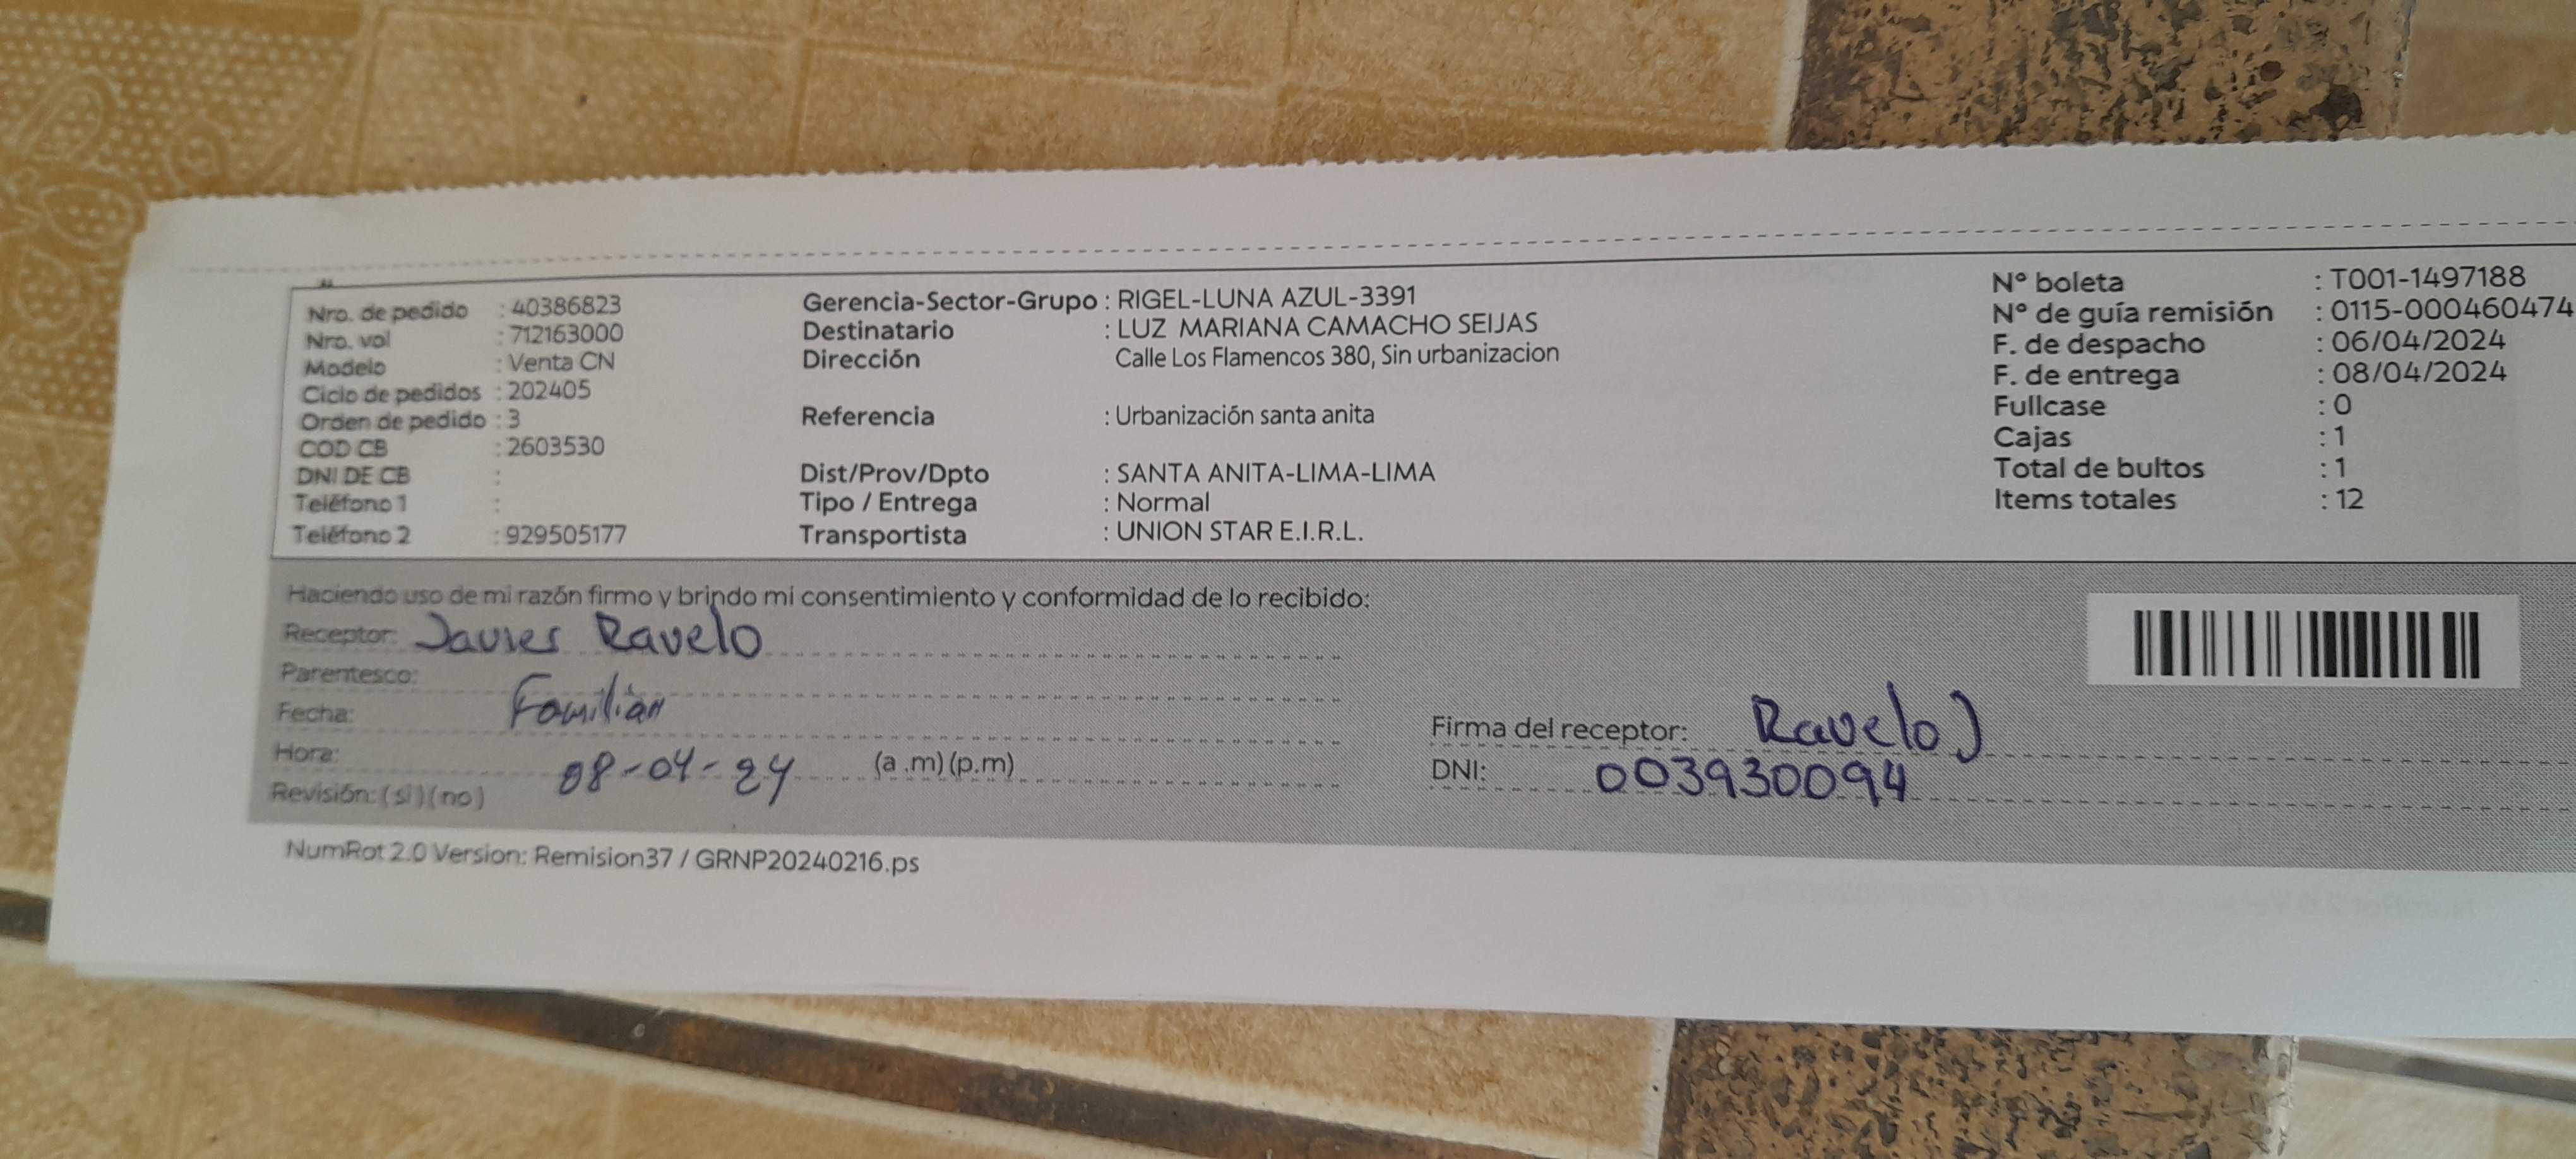 Nro. de pedido : 40386823
Nro. vol : 712163000
Modelo : Venta CN
Ciclo de pedidos : 202405
Orden de pedido : 3
COD CB : 2603530
DNI DE CB :
Teléfono 1 :
Teléfono 2 : 929505177
Gerencia-Sector-Grupo : RIGEL-LUNA AZUL-3391
Destinatario : LUZ MARIANA CAMACHO SEIJAS
Dirección Calle Los Flamencos 380, Sin urbanizacion
Referencia : Urbanización santa anita
Dist/Prov/Dpto : SANTA ANITA-LIMA-LIMA
Tipo / Entrega : Normal
Transportista : UNION STAR E.I.R.L.
Nº boleta : T001-1497188
Nº de guía remisión : 0115-000460474
F. de despacho : 06/04/2024
F. de entrega : 08/04/2024
Fullcase : 0
Cajas : 1
Total de bultos : 1
Items totales : 12
Haciendo uso de mi razón firmo y brindo mi consentimiento y conformidad de lo recibido:
Receptor: Javier Ravelo
Parentesco:
Familiar
Fecha:
Hora: (a .m)(p.m)
08-04-24
Revisión: (si)(no)
Firma del receptor: Ravelo J
DNI: 003930094
NumRot 2.0 Version: Remision37 / GRNP20240216.ps